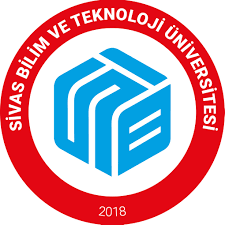 SİVAS BİLİM VE TEKNOLOJİ ÜNİVERSİTESİ
2018